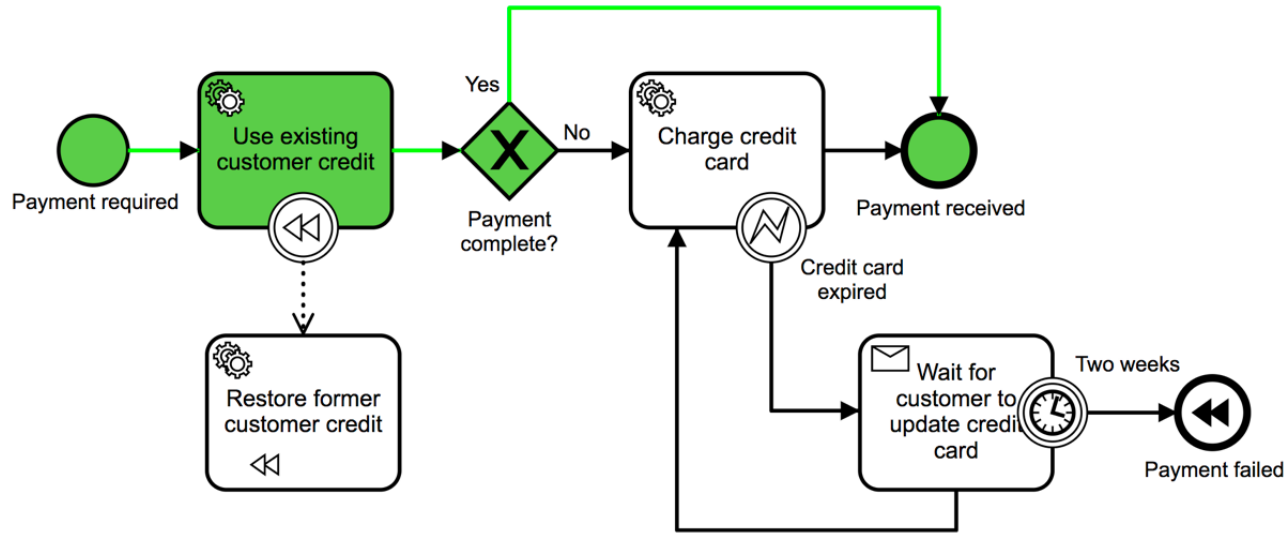 Yes
Use existing
customer credit
No
Charge credit
card
Payment required
Payment
complete?
Payment received
Credit card
expired
Restore former
customer credit
Wait for
customer to
update credit
card
Two weeks
Payment failed